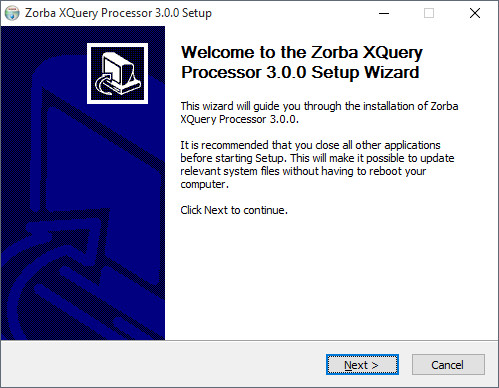 Zorba XQuery Processor 3.0.0 Setup
Welcome to the Zorba XQuery
Processor 3.0.0 Setup Wizard
This wizard will guide you through the installation of Zorba
XQuery Processor 3.0.0.
It is recommended that you close all other applications
before starting Setup. This will make it possible to update
relevant system files without having to reboot your
computer.
Click Next to continue.
Next >
Cancel